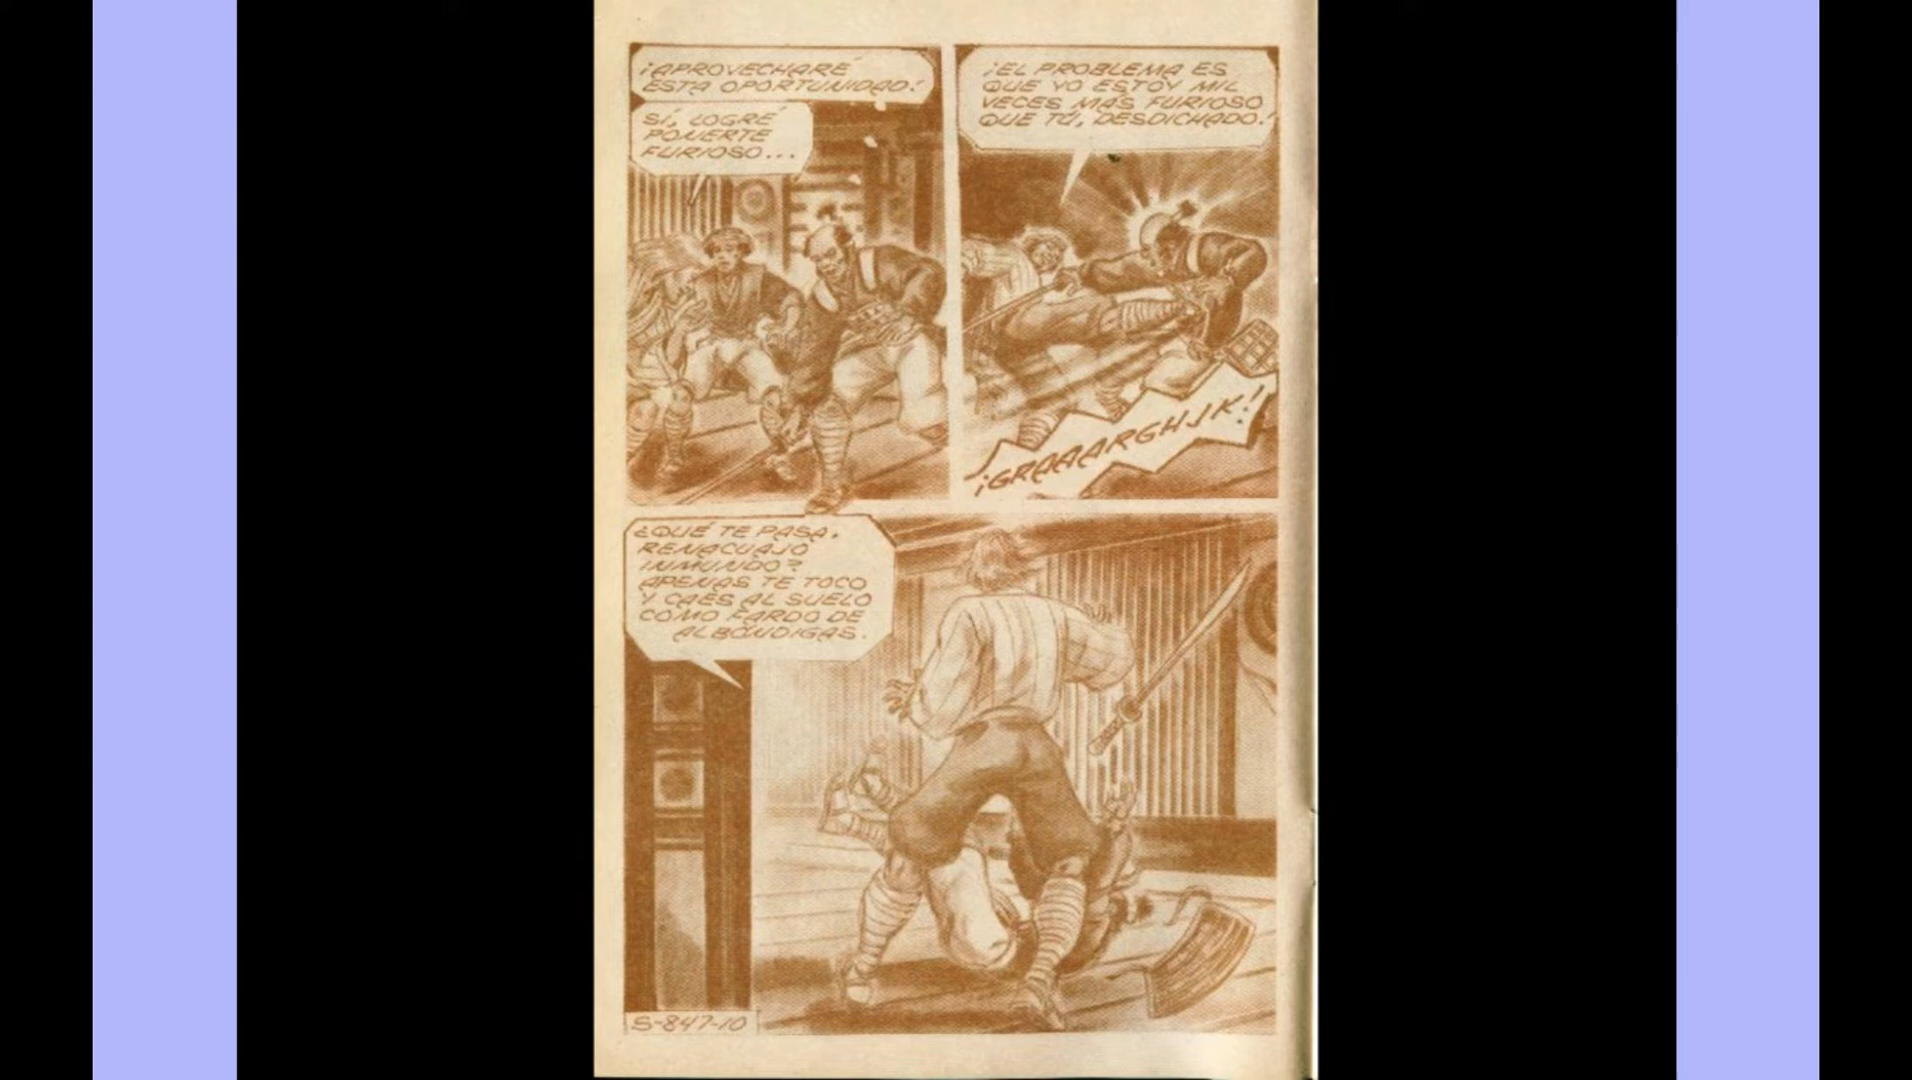 ¡APROVECHARÉ
ESTA OPORTUNIDAD!
SÍ, LOGRÉ
PONERTE
FURIOSO...
¡EL PROBLEMA ES
QUE YO ESTOY MIL
VECES MÁS FURIOSO
QUE TÚ, DESDICHADO!
¡GRAAARGHJK!
¿QUÉ TE PASA,
RENACUAJO
INMUNDO?
APENAS TE TOCO
Y CAES AL SUELO
COMO FARDO DE
ALBÓNDIGAS.
S-847-10